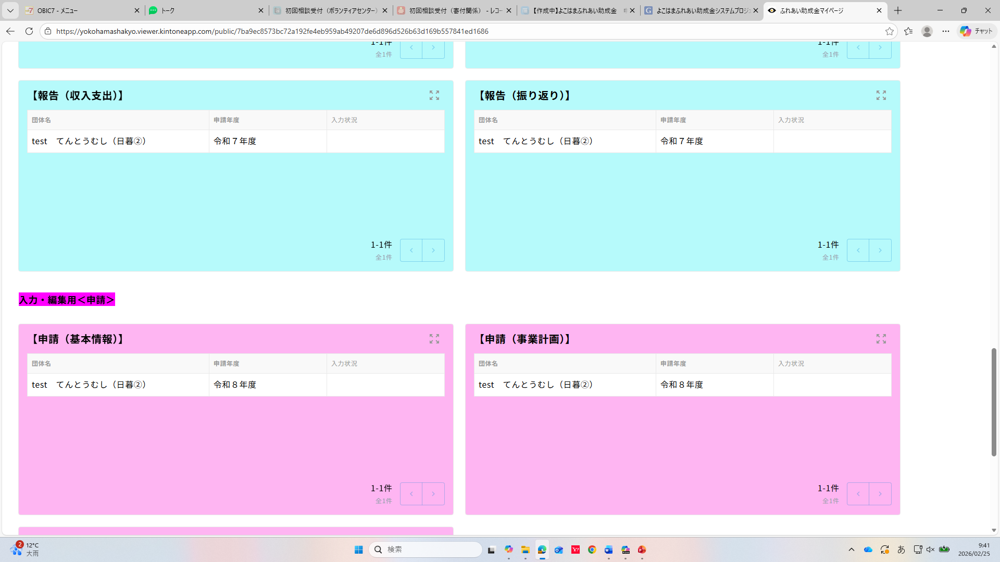 OBIC7 - メニュー
トーク
初回相談受付（ボランティアセンター）
初回相談受付（寄付関係） - レコー
【作成中】よこはまふれあい助成金
よこはまふれあい助成金システムプロジェ
ふれあい助成金マイページ
https://yokohamashakyo.viewer.kintoneapp.com/public/7ba9ec8573bc72a192fe4eb959ab49207de6d896d526b63d169b557841ed1686
チャット
1-1件
全1件
1-1件
全1件
【報告（収入支出）】
団体名 申請年度 入力状況
test　てんとうむし（日暮②） 令和７年度
1-1件
全1件
【報告（振り返り）】
団体名 申請年度 入力状況
test　てんとうむし（日暮②） 令和７年度
1-1件
全1件
入力・編集用＜申請＞
【申請（基本情報）】
団体名 申請年度 入力状況
test　てんとうむし（日暮②） 令和８年度
1-1件
全1件
【申請（事業計画）】
団体名 申請年度 入力状況
test　てんとうむし（日暮②） 令和８年度
1-1件
全1件
2
12°C
大雨
検索
あ
9:41
2026/02/25